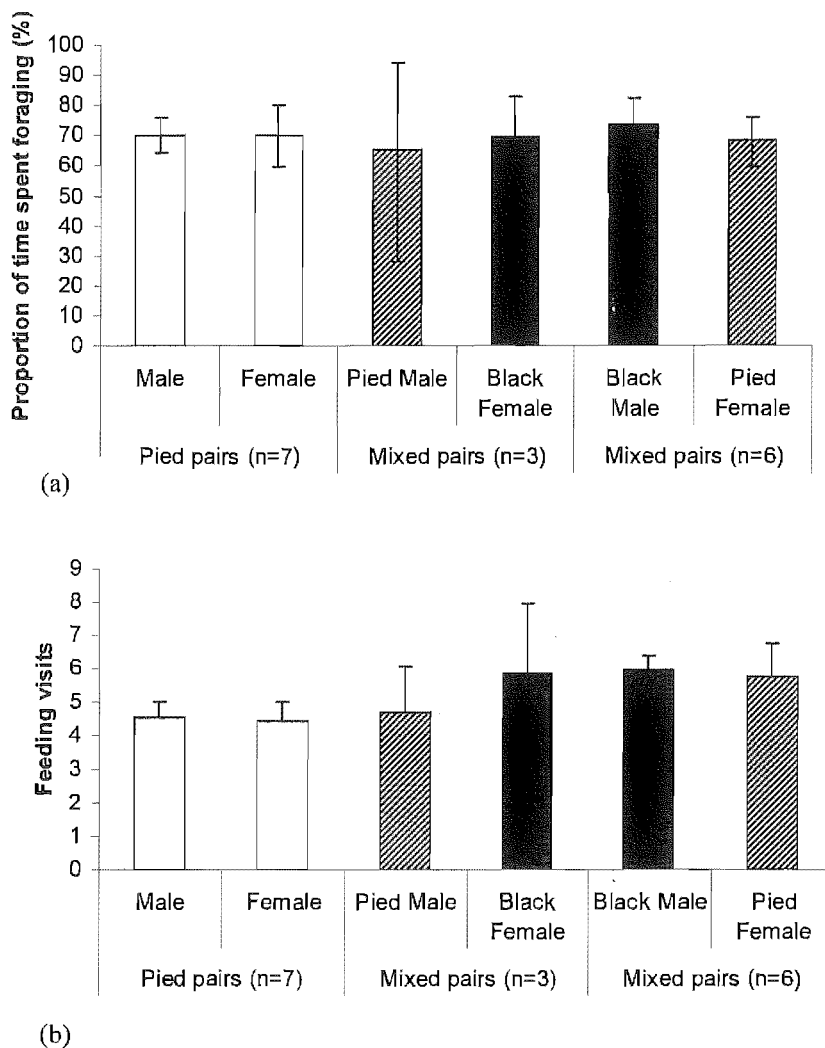 Proportion of time spent foraging (%)
100
90
80
70
60
50
40
30
20
10
0
Male Female Pied Male Black Female Black Male Pied Female
Pied pairs (n=7) Mixed pairs (n=3) Mixed pairs (n=6)
(a)
Feeding visits
9
8
7
6
5
4
3
2
1
0
Male Female Pied Male Black Female Black Male Pied Female
Pied pairs (n=7) Mixed pairs (n=3) Mixed pairs (n=6)
(b)